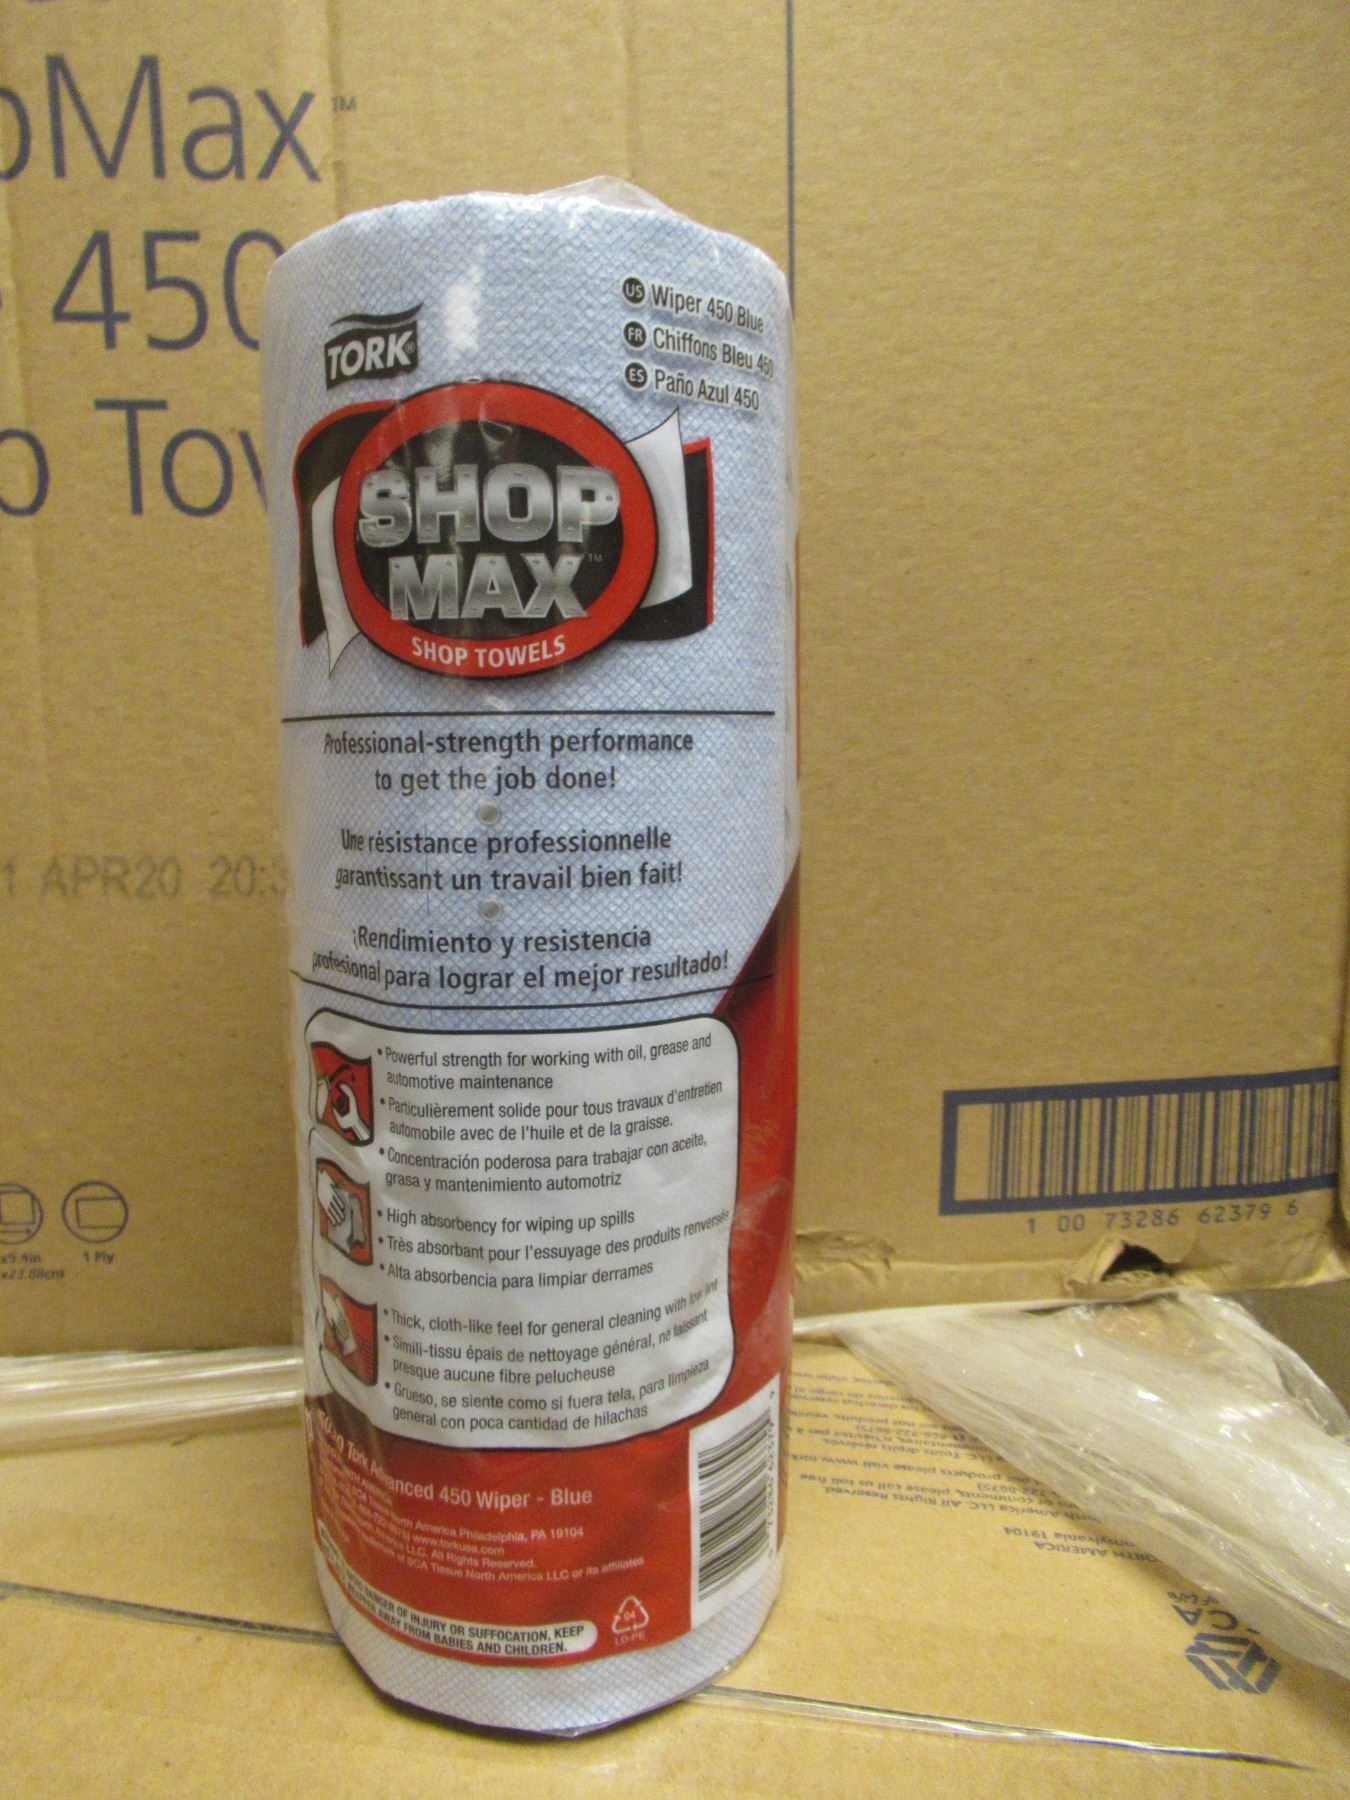 pMax™
450
p Tow
1 APR20 20:3
x9.4in
x23.88cm
1 Ply
TORK®
US Wiper 450 Blue
FR Chiffons Bleu 450
ES Paño Azul 450
SHOP
MAX™
SHOP TOWELS
Professional-strength performance
to get the job done!
Une résistance professionnelle
garantissant un travail bien fait!
¡Rendimiento y resistencia
profesional para lograr el mejor resultado!
• Powerful strength for working with oil, grease and
automotive maintenance
• Particulièrement solide pour tous travaux d'entretien
automobile avec de l'huile et de la graisse.
• Concentración poderosa para trabajar con aceite,
grasa y mantenimiento automotriz
• High absorbency for wiping up spills
• Très absorbant pour l'essuyage des produits renversés
• Alta absorbencia para limpiar derrames
• Thick, cloth-like feel for general cleaning with low lint
• Simili-tissu épais de nettoyage général, ne laissant
presque aucune fibre pelucheuse
• Grueso, se siente como si fuera tela, para limpieza
general con poca cantidad de hilachas
Tork Advanced 450 Wiper - Blue
North America Philadelphia, PA 19104
www.torkusa.com
LLC. All Rights Reserved.
of SCA Tissue North America LLC or its affiliates
DANGER OF INJURY OR SUFFOCATION, KEEP
AWAY FROM BABIES AND CHILDREN.
04
LD-PE
1 00 73286 62379 6